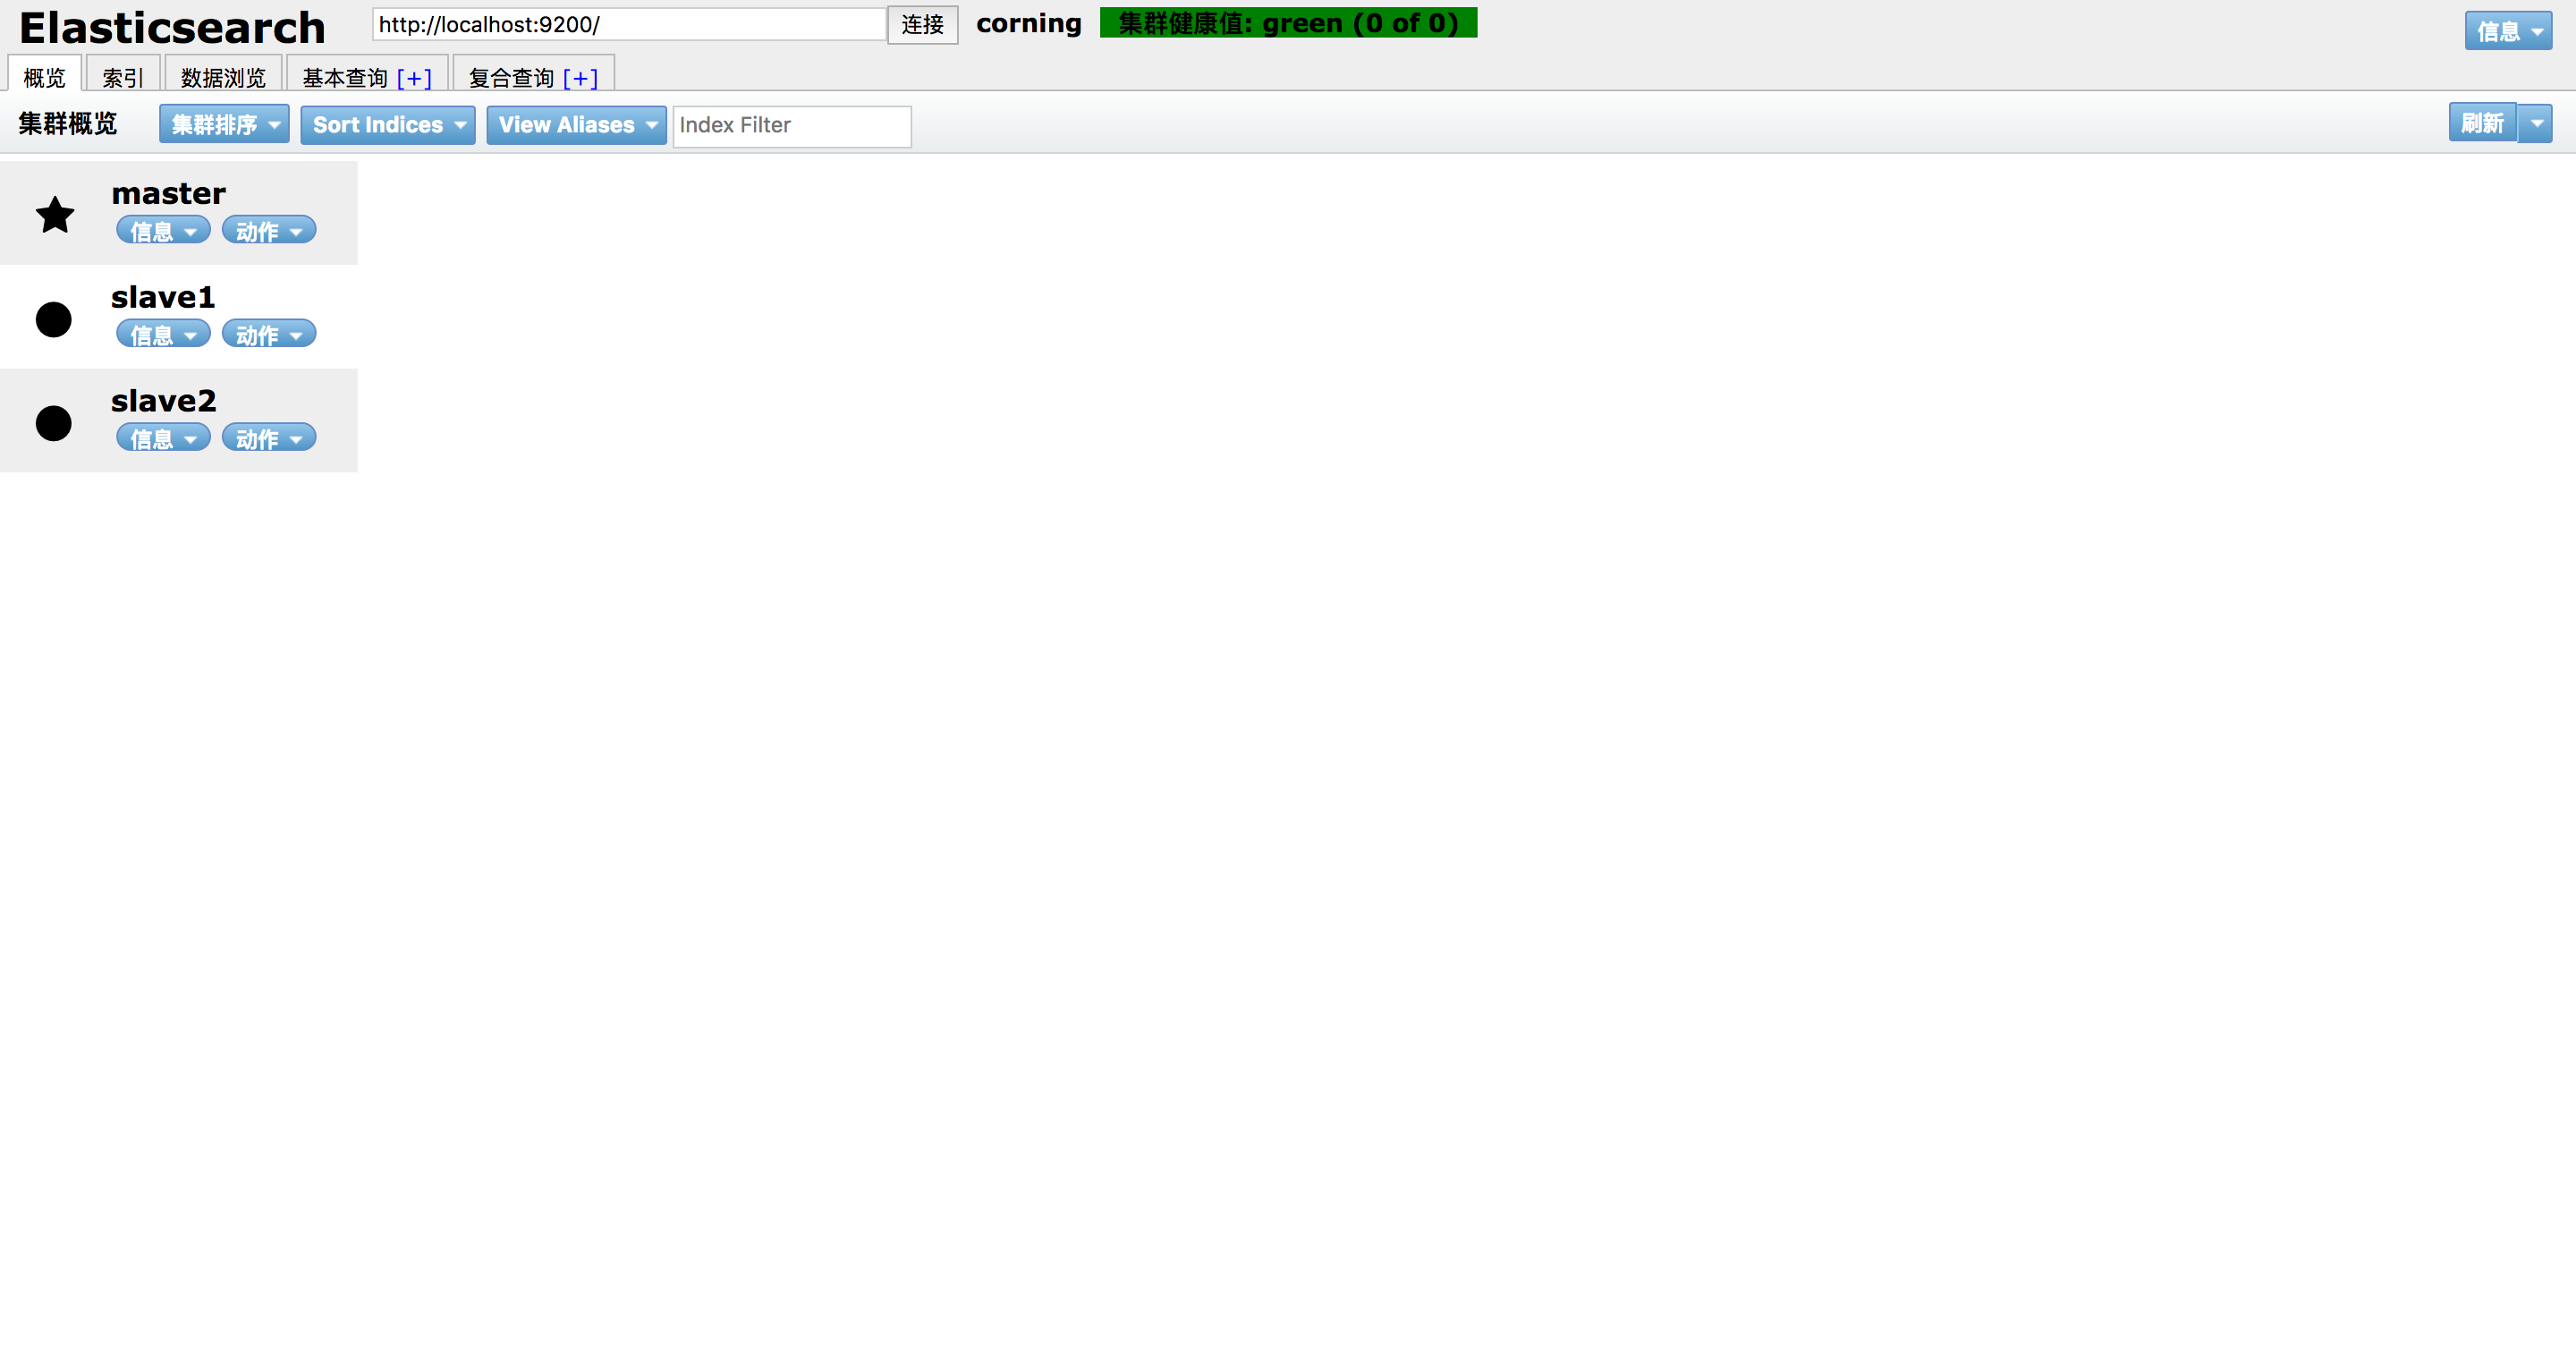 Elasticsearch http://localhost:9200/ 连接 corning 集群健康值: green (0 of 0) 信息
概览 索引 数据浏览 基本查询 [+] 复合查询 [+]
集群概览 集群排序 Sort Indices View Aliases Index Filter 刷新
master
信息 动作
slave1
信息 动作
slave2
信息 动作